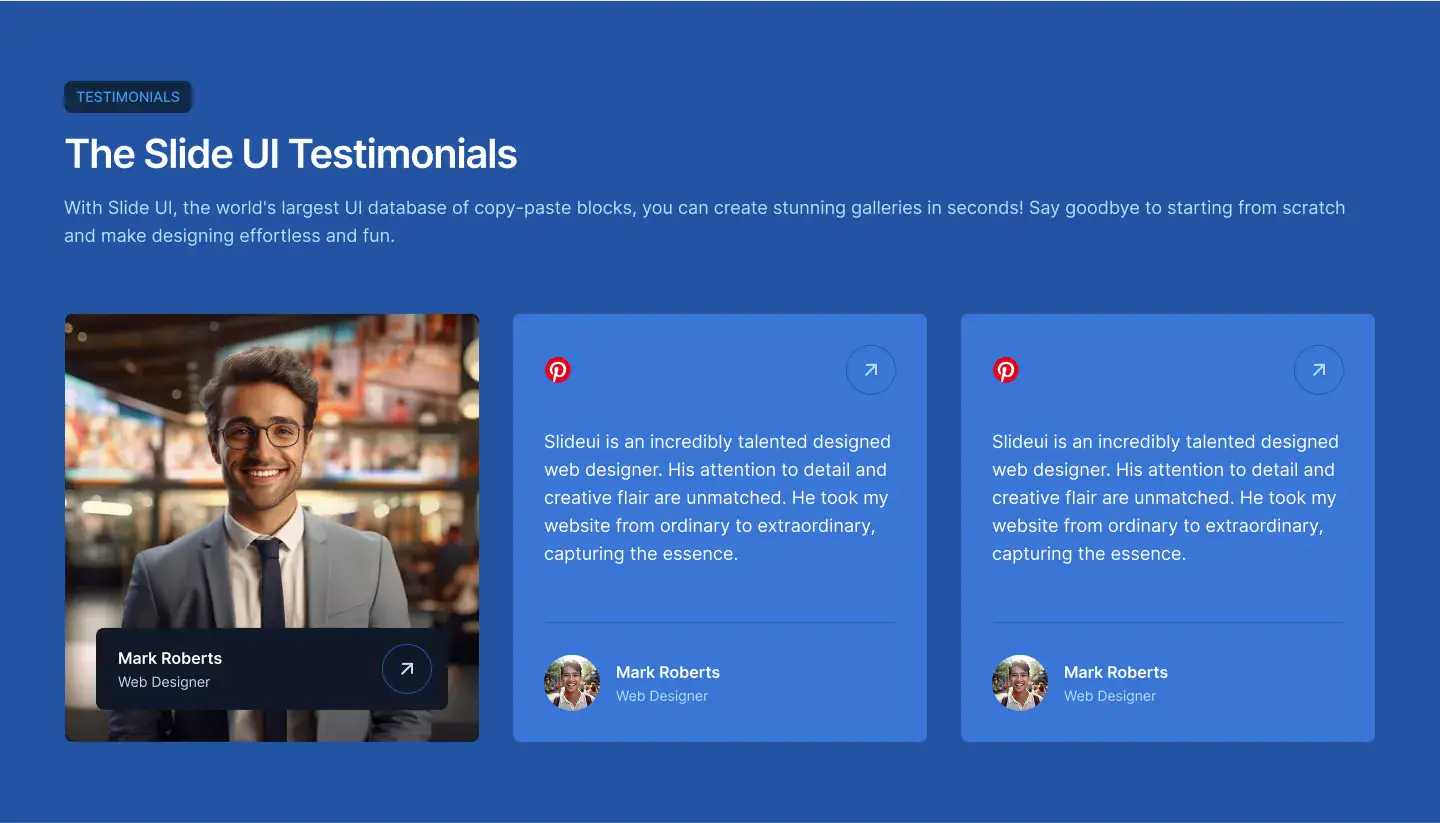 TESTIMONIALS
The Slide UI Testimonials
With Slide UI, the world's largest UI database of copy-paste blocks, you can create stunning galleries in seconds! Say goodbye to starting from scratch
and make designing effortless and fun.
Mark Roberts
Web Designer
Slideui is an incredibly talented designed
web designer. His attention to detail and
creative flair are unmatched. He took my
website from ordinary to extraordinary,
capturing the essence.
Mark Roberts
Web Designer
Slideui is an incredibly talented designed
web designer. His attention to detail and
creative flair are unmatched. He took my
website from ordinary to extraordinary,
capturing the essence.
Mark Roberts
Web Designer